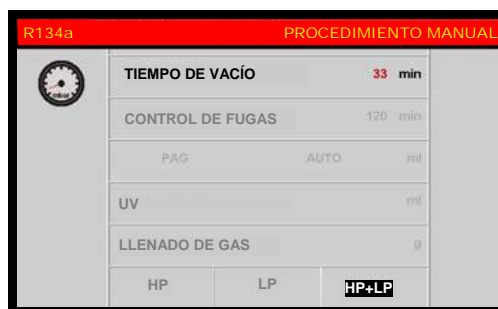 R134a PROCEDIMIENTO MANUAL
TIEMPO DE VACÍO 33 min
mbar
CONTROL DE FUGAS 120 min
PAG AUTO ml
UV ml
LLENADO DE GAS g
HP LP HP+LP